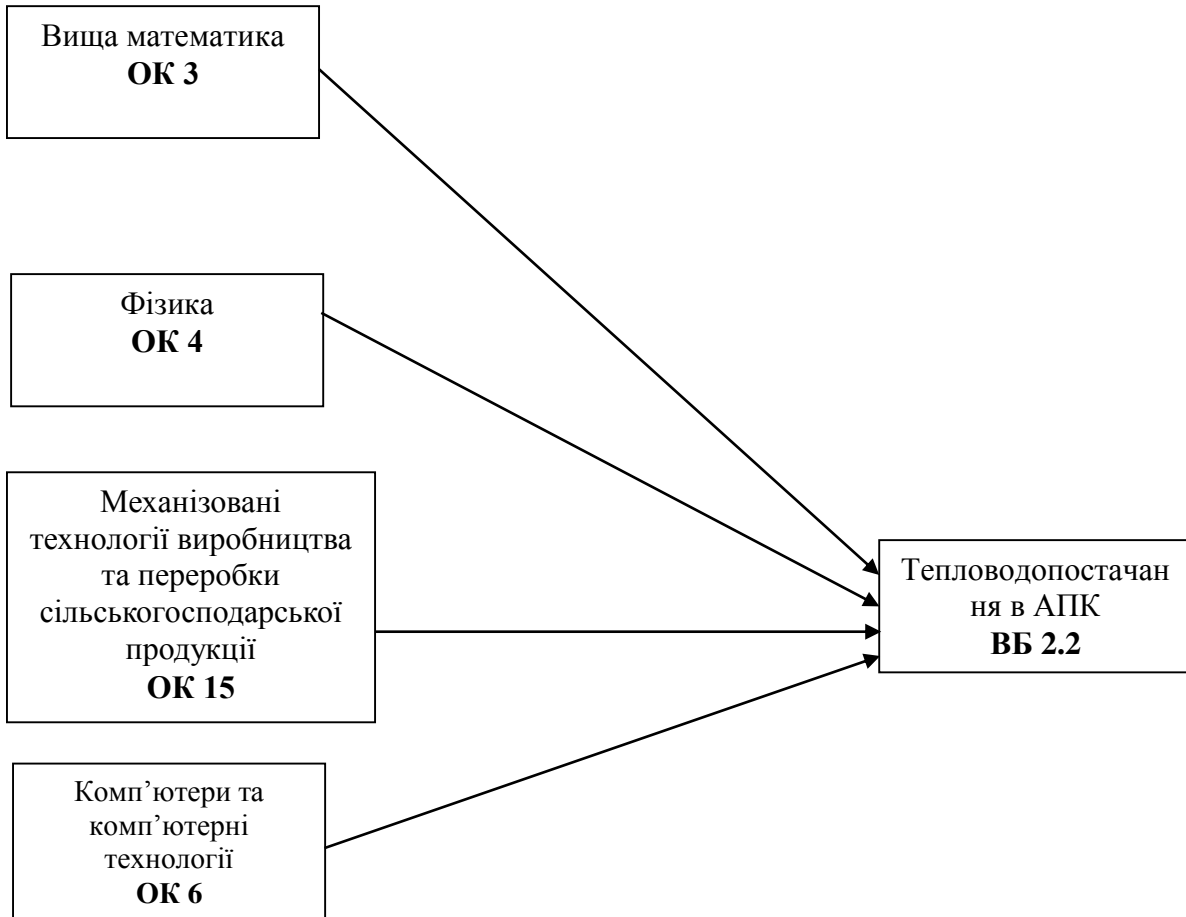 Вища математика
ОК 3
Фізика
ОК 4
Механізовані
технології виробництва
та переробки
сільськогосподарської
продукції
ОК 15
Комп’ютери та
комп’ютерні
технології
ОК 6
Тепловодопостачан
ня в АПК
ВБ 2.2